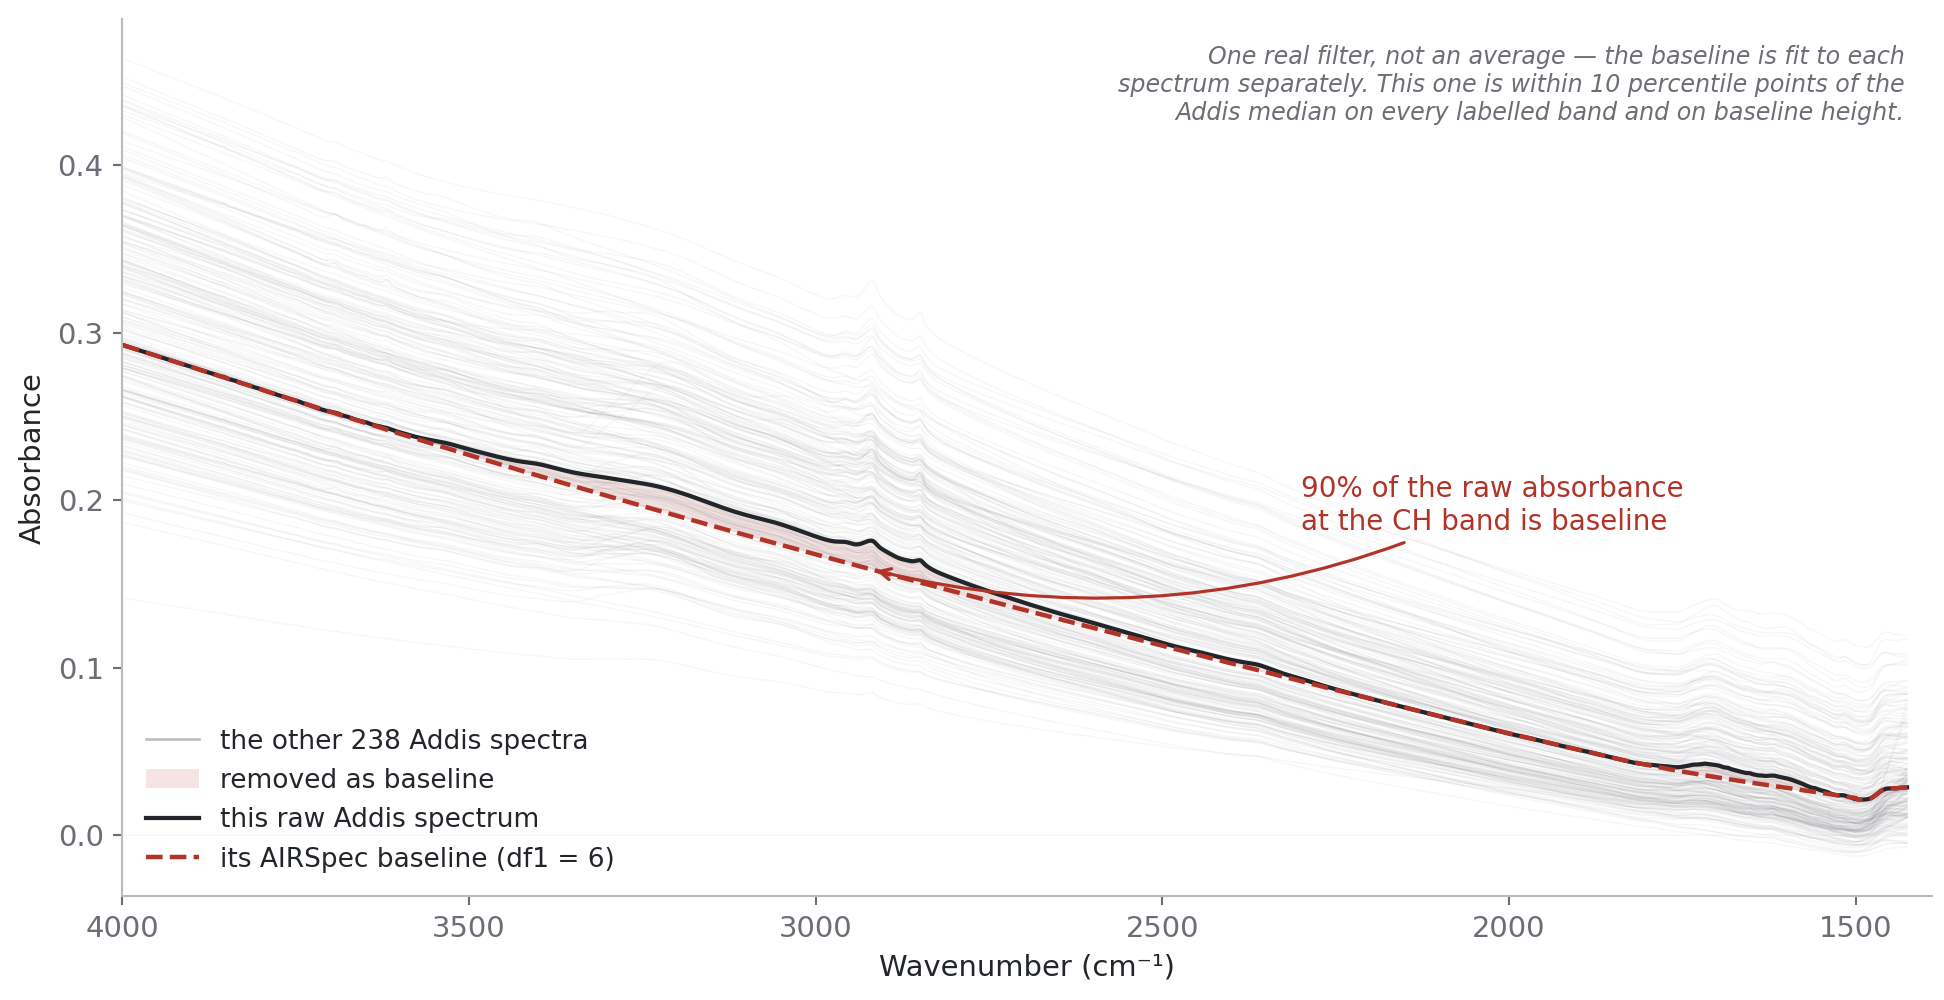 One real filter, not an average — the baseline is fit to each
spectrum separately. This one is within 10 percentile points of the
Addis median on every labelled band and on baseline height.
0.4
0.3
0.2
0.1
0.0
Absorbance
90% of the raw absorbance
at the CH band is baseline
the other 238 Addis spectra
removed as baseline
this raw Addis spectrum
its AIRSpec baseline (df1 = 6)
4000 3500 3000 2500 2000 1500
Wavenumber (cm⁻¹)